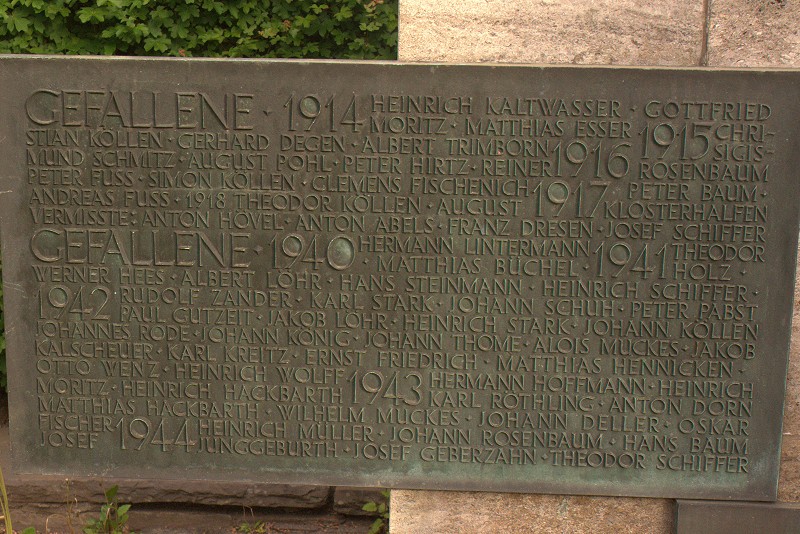 GEFALLENE · 1914 HEINRICH KALTWASSER · GOTTFRIED
MORITZ · MATTHIAS ESSER · 1915 CHRI-
STIAN KÖLLEN · GERHARD DEGEN · ALBERT TRIMBORN · 1916 SIGIS-
MUND SCHMITZ · AUGUST POHL · PETER HIRTZ · REINER ROSENBAUM
PETER FUSS · SIMON KÖLLEN · CLEMENS FISCHENICH · 1917 PETER BAUM ·
ANDREAS FUSS · 1918 THEODOR KÖLLEN · AUGUST KLOSTERHALFEN
VERMISSTE: ANTON HÖVEL · ANTON ABELS · FRANZ DRESEN · JOSEF SCHIFFER
GEFALLENE · 1940 HERMANN LINTERMANN · 1941 THEODOR
· MATTHIAS BÜCHEL · HOLZ ·
WERNER HEES · ALBERT LÖHR · HANS STEINMANN · HEINRICH SCHIFFER ·
1942 RUDOLF ZANDER · KARL STARK · JOHANN SCHUH · PETER PABST
PAUL GUTZEIT · JAKOB LÖHR · HEINRICH STARK · JOHANN KÖLLEN
JOHANNES RODE · JOHANN KÖNIG · JOHANN THOME · ALOIS MUCKES · JAKOB
KALSCHEUER · KARL KREITZ · ERNST FRIEDRICH · MATTHIAS HENNICKEN ·
OTTO WENZ · HEINRICH WOLFF · 1943 HERMANN HOFFMANN · HEINRICH
MORITZ · HEINRICH HACKBARTH · KARL RÖTHLING · ANTON DORN
MATTHIAS HACKBARTH · WILHELM MUCKES · JOHANN DELLER · OSKAR
FISCHER · 1944 HEINRICH MÜLLER · JOHANN ROSENBAUM · HANS BAUM
JOSEF JUNGGEBURTH · JOSEF GEBERZAHN · THEODOR SCHIFFER